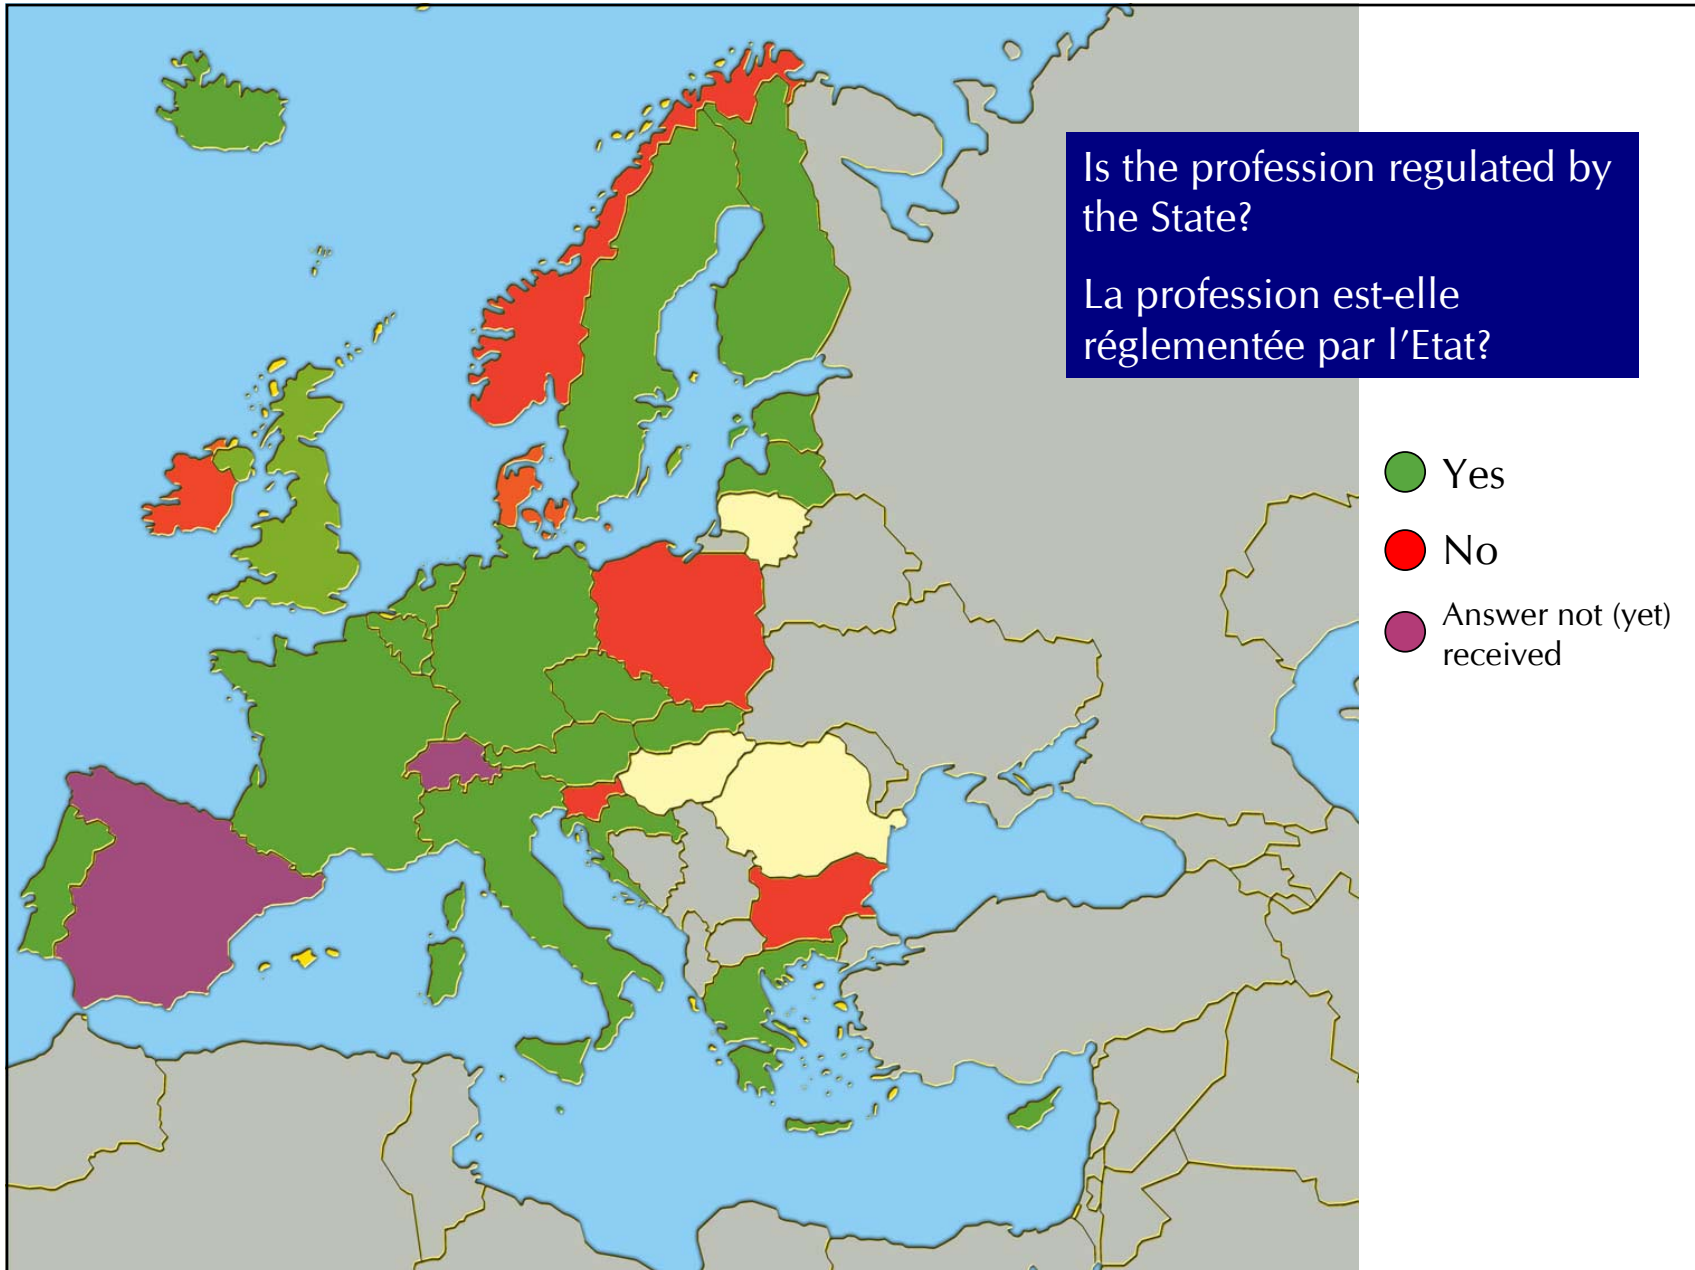 Is the profession regulated by
the State?
La profession est-elle
réglementée par l'Etat?
Yes
No
Answer not (yet)
received